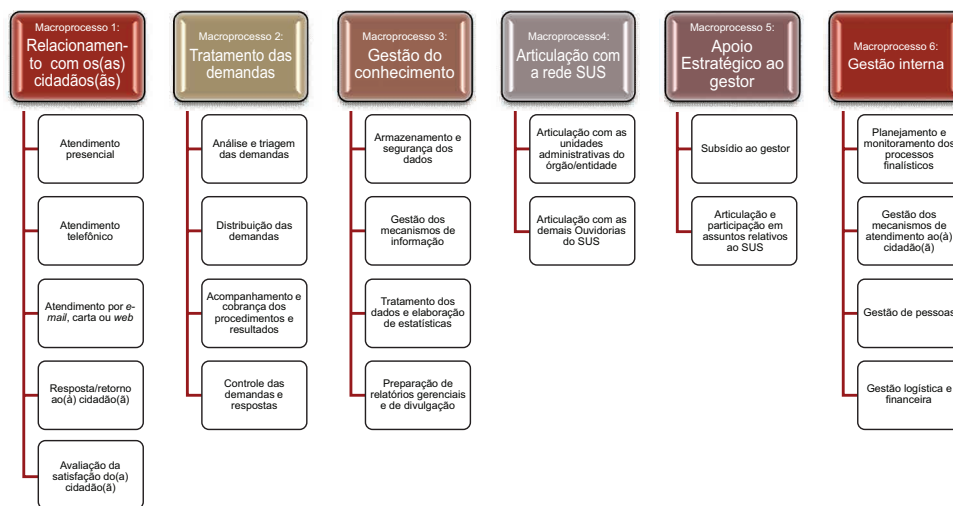 Macroprocesso 1:
Relacionamen-
to com os(as)
cidadãos(ãs)
Atendimento
presencial
Atendimento
telefônico
Atendimento por e-
mail, carta ou web
Resposta/retorno
ao(à) cidadão(ã)
Avaliação da
satisfação do(a)
cidadão(ã)
Macroprocesso 2:
Tratamento das
demandas
Análise e triagem
das demandas
Distribuição das
demandas
Acompanhamento e
cobrança dos
procedimentos e
resultados
Controle das
demandas e
respostas
Macroprocesso 3:
Gestão do
conhecimento
Armazenamento e
segurança dos
dados
Gestão dos
mecanismos de
informação
Tratamento dos
dados e elaboração
de estatísticas
Preparação de
relatórios gerenciais
e de divulgação
Macroprocesso4:
Articulação com
a rede SUS
Articulação com as
unidades
administrativas do
órgão/entidade
Articulação com as
demais Ouvidorias
do SUS
Macroprocesso 5:
Apoio
Estratégico ao
gestor
Subsídio ao gestor
Articulação e
participação em
assuntos relativos
ao SUS
Macroprocesso 6:
Gestão interna
Planejamento e
monitoramento dos
processos
finalísticos
Gestão dos
mecanismos de
atendimento ao(à)
cidadão(ã)
Gestão de pessoas
Gestão logística e
financeira